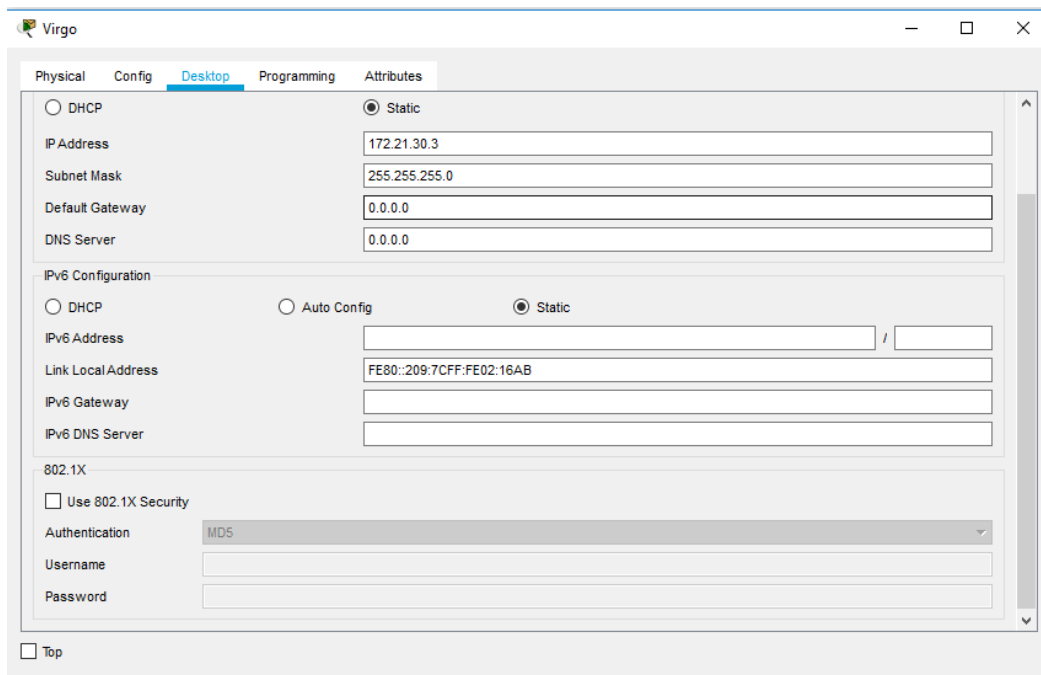 Virgo
Physical Config Desktop Programming Attributes
DHCP Static
IP Address 172.21.30.3
Subnet Mask 255.255.255.0
Default Gateway 0.0.0.0
DNS Server 0.0.0.0
IPv6 Configuration
DHCP Auto Config Static
IPv6 Address /
Link Local Address FE80::209:7CFF:FE02:16AB
IPv6 Gateway
IPv6 DNS Server
802.1X
Use 802.1X Security
Authentication MD5
Username
Password
Top